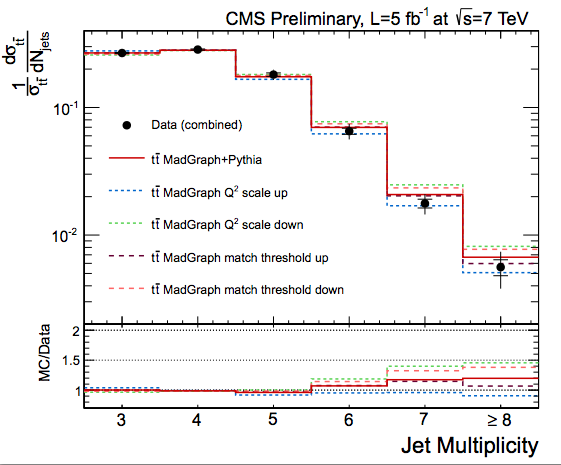 CMS Preliminary, L=5 fb⁻¹ at √s=7 TeV
1/σtt̄ dσtt̄/dNjets
10⁻¹
10⁻²
Data (combined)
tt̄ MadGraph+Pythia
tt̄ MadGraph Q² scale up
tt̄ MadGraph Q² scale down
tt̄ MadGraph match threshold up
tt̄ MadGraph match threshold down
MC/Data
2
1.5
1
3 4 5 6 7 ≥ 8
Jet Multiplicity